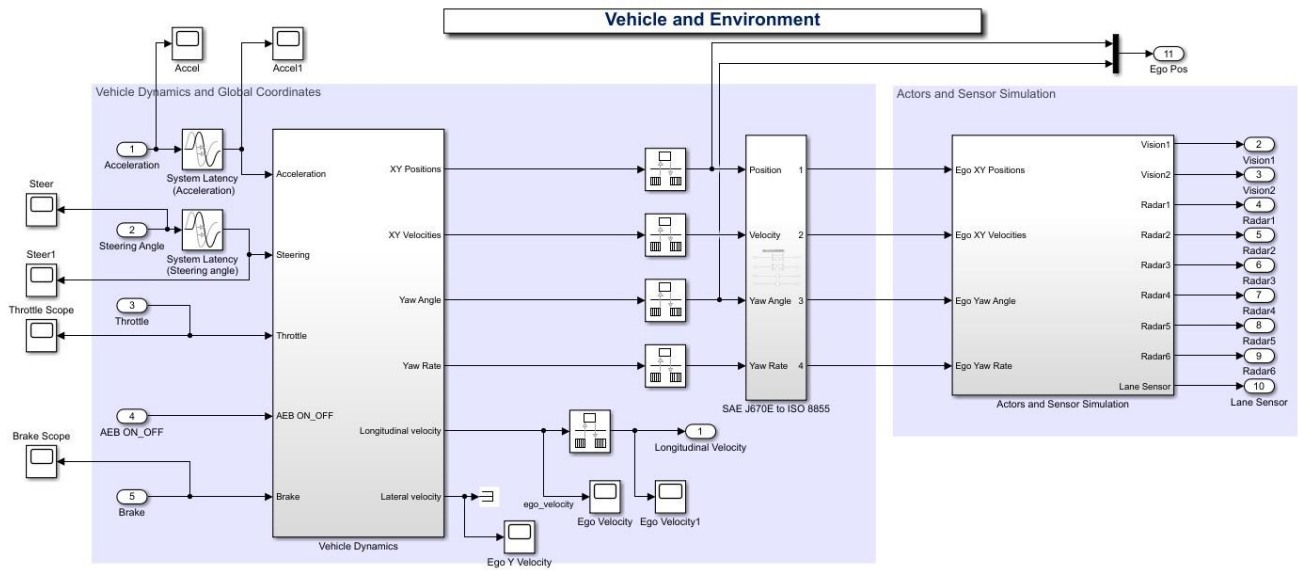 Vehicle and Environment
Accel
Accel1
11
Ego Pos
Vehicle Dynamics and Global Coordinates
Actors and Sensor Simulation
1
Acceleration
System Latency
(Acceleration)
Steer
2
Steering Angle
System Latency
(Steering angle)
Steer1
3
Throttle
Throttle Scope
4
AEB ON_OFF
Brake Scope
5
Brake
Acceleration
Steering
Throttle
AEB ON_OFF
Brake
XY Positions
XY Velocities
Yaw Angle
Yaw Rate
Longitudinal velocity
Lateral velocity
Vehicle Dynamics
Position
1
Velocity
2
Yaw Angle
3
Yaw Rate
4
SAE J670E to ISO 8855
1
Longitudinal Velocity
ego_velocity
Ego Velocity
Ego Velocity1
Ego Y Velocity
Ego XY Positions
Ego XY Velocities
Ego Yaw Angle
Ego Yaw Rate
Vision1
Vision2
Radar1
Radar2
Radar3
Radar4
Radar5
Radar6
Lane Sensor
Actors and Sensor Simulation
2
Vision1
3
Vision2
4
Radar1
5
Radar2
6
Radar3
7
Radar4
8
Radar5
9
Radar6
10
Lane Sensor